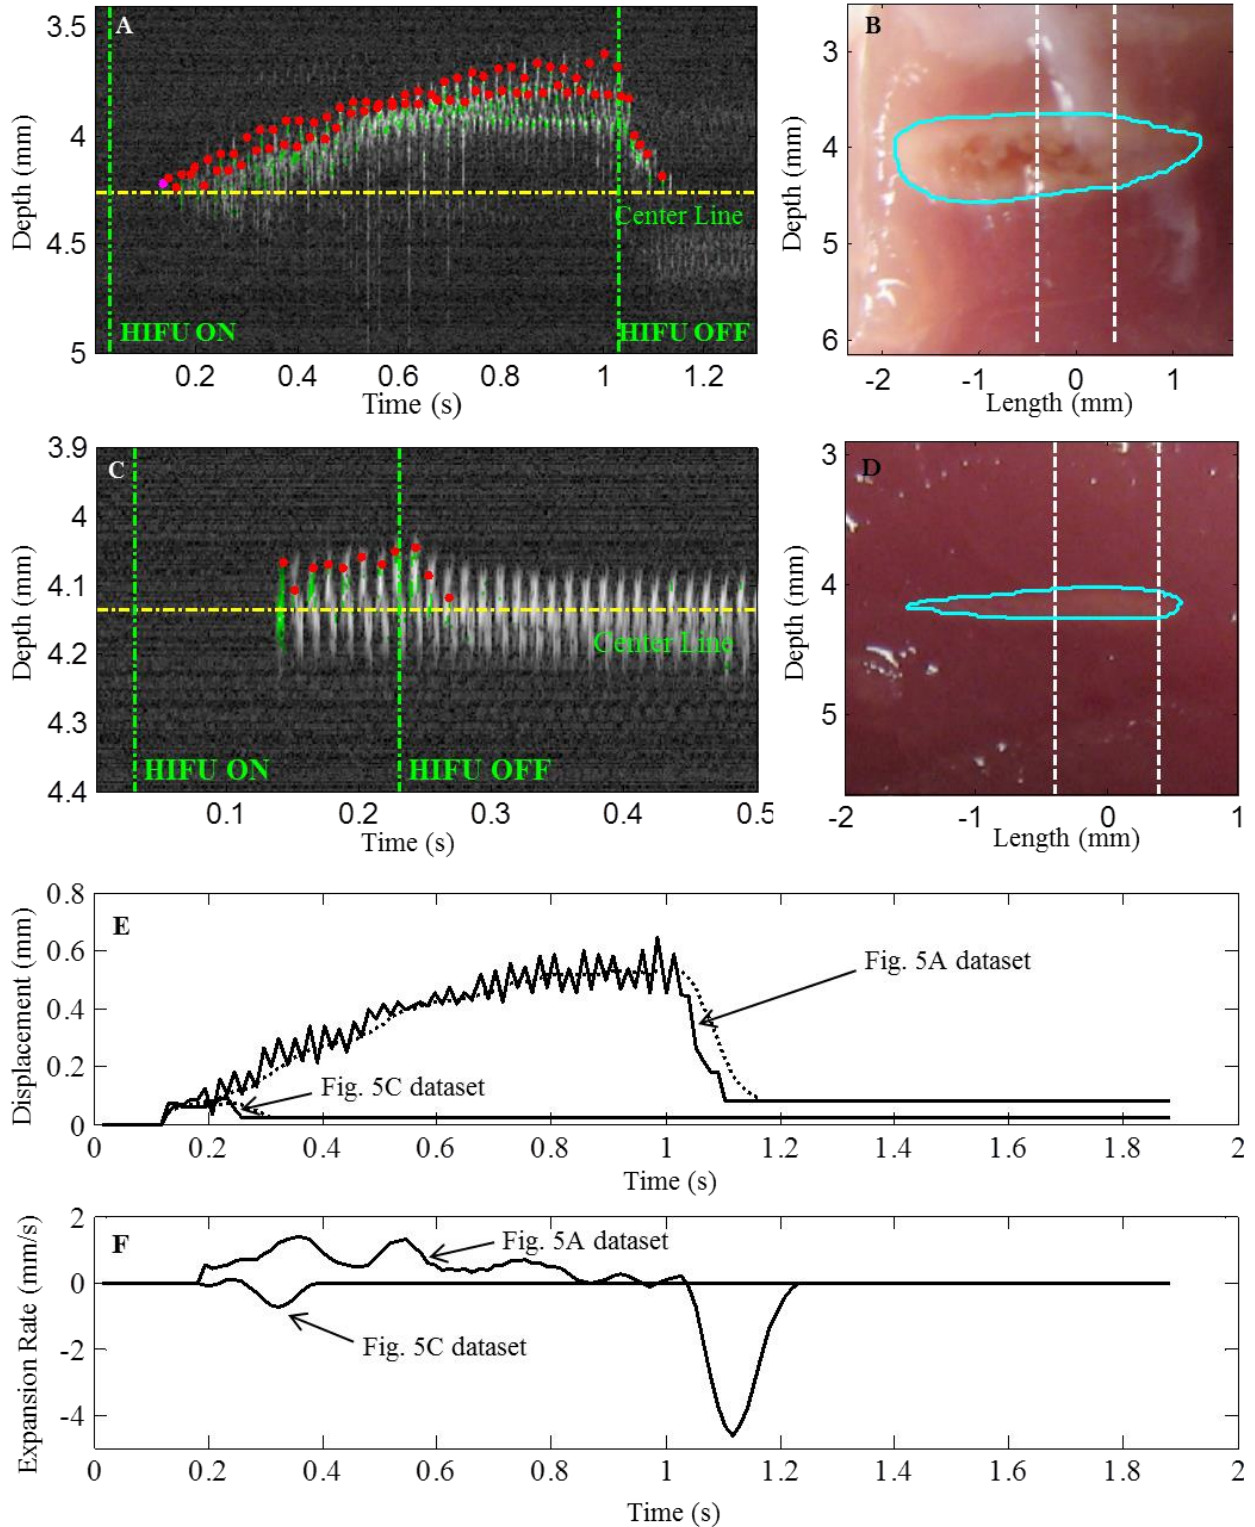 A
B
3.5
4
4.5
5
Depth (mm)
Center Line
HIFU ON
HIFU OFF
0.2
0.4
0.6
0.8
1
1.2
Time (s)
3
4
5
6
Depth (mm)
-2
-1
0
1
Length (mm)
C
D
3.9
4
4.1
4.2
4.3
4.4
Depth (mm)
Center Line
HIFU ON
HIFU OFF
0.1
0.2
0.3
0.4
0.5
Time (s)
3
4
5
Depth (mm)
-2
-1
0
1
Length (mm)
E
0.8
0.6
0.4
0.2
0
Displacement (mm)
Fig. 5A dataset
Fig. 5C dataset
0
0.2
0.4
0.6
0.8
1
1.2
1.4
1.6
1.8
2
Time (s)
F
2
0
-2
-4
Expansion Rate (mm/s)
Fig. 5A dataset
Fig. 5C dataset
0
0.2
0.4
0.6
0.8
1
1.2
1.4
1.6
1.8
2
Time (s)